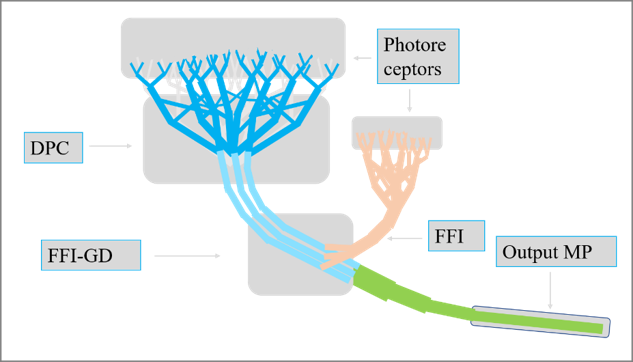 Photore
ceptors
DPC
FFI
FFI-GD
Output MP